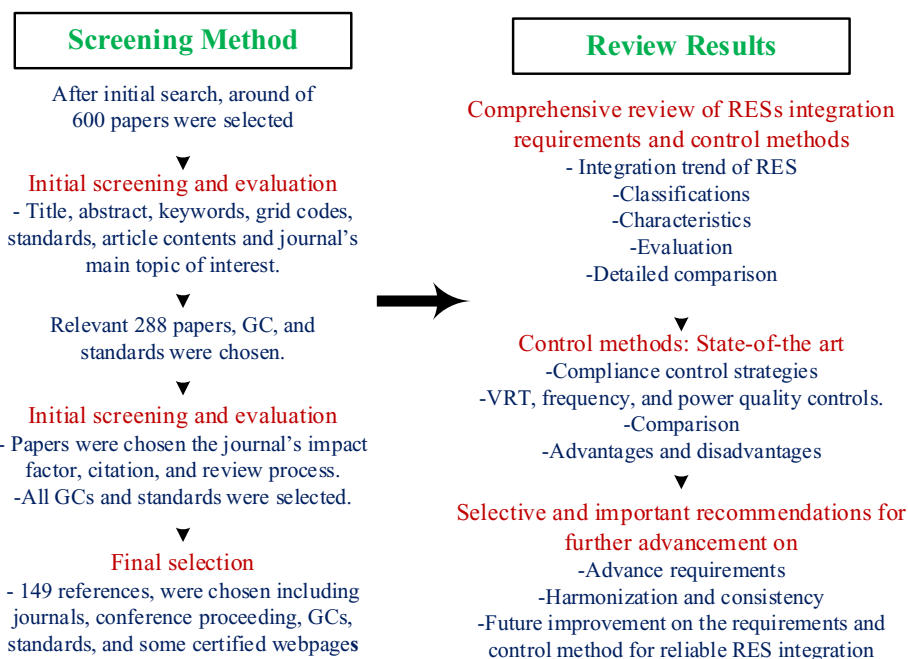 Screening Method
After initial search, around of
600 papers were selected
Initial screening and evaluation
- Title, abstract, keywords, grid codes,
standards, article contents and journal's
main topic of interest.
Relevant 288 papers, GC, and
standards were chosen.
Initial screening and evaluation
- Papers were chosen the journal's impact
factor, citation, and review process.
-All GCs and standards were selected.
Final selection
- 149 references, were chosen including
journals, conference proceeding, GCs,
standards, and some certified webpages
Review Results
Comprehensive review of RESs integration
requirements and control methods
- Integration trend of RES
-Classifications
-Characteristics
-Evaluation
-Detailed comparison
Control methods: State-of-the art
-Compliance control strategies
-VRT, frequency, and power quality controls.
-Comparison
-Advantages and disadvantages
Selective and important recommendations for
further advancement on
-Advance requirements
-Harmonization and consistency
-Future improvement on the requirements and
control method for reliable RES integration